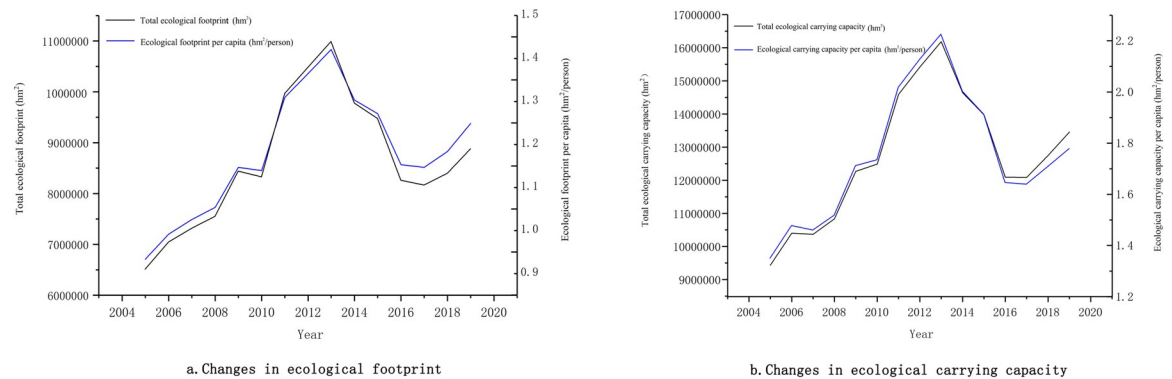 Total ecological footprint (hm²)
Ecological footprint per capita (hm²/person)
11000000
1000000
9000000
8000000
7000000
6000000
Total ecological footprint (hm²)
1.5
1.4
1.3
1.2
1.1
1.0
0.9
Ecological footprint per capita (hm²/person)
2004 2006 2008 2010 2012 2014 2016 2018 2020
Year
a. Changes in ecological footprint
Total ecological carrying capacity (hm²)
Ecological carrying capacity per capita (hm²/person)
17000000
16000000
15000000
14000000
13000000
12000000
11000000
10000000
9000000
Total ecological carrying capacity (hm²)
2.2
2.0
1.8
1.6
1.4
1.2
Ecological carrying capacity per capita (hm²/person)
2004 2006 2008 2010 2012 2014 2016 2018 2020
Year
b. Changes in ecological carrying capacity